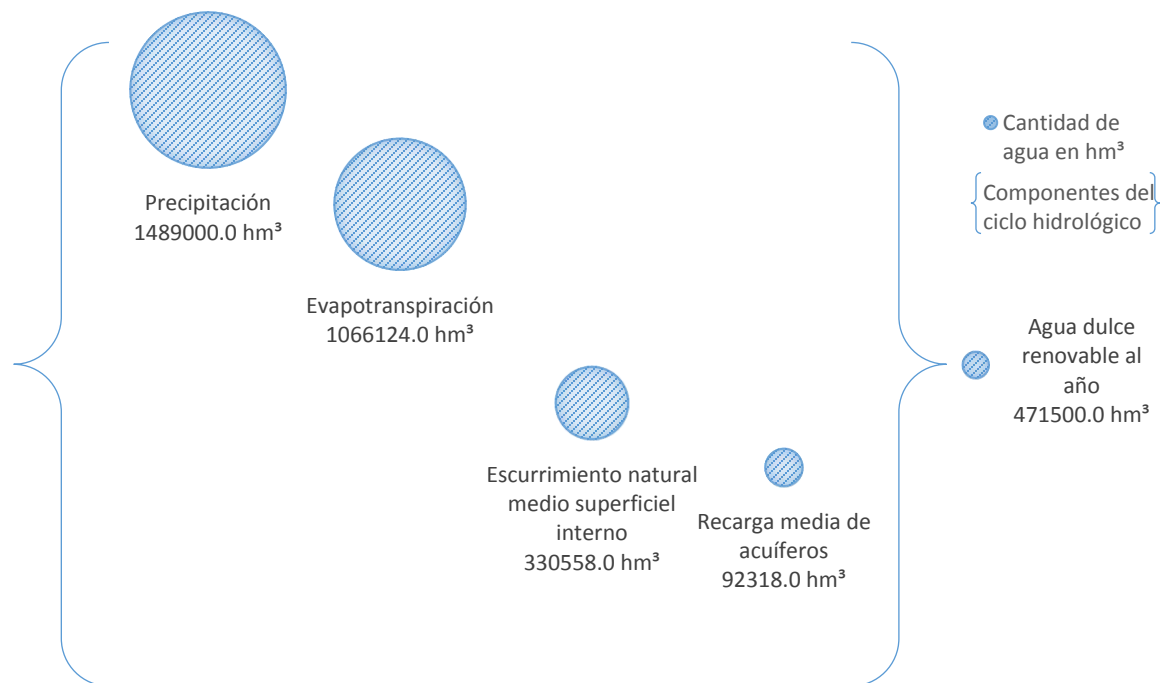 Precipitación
1489000.0 hm³
Evapotranspiración
1066124.0 hm³
Escurrimiento natural
medio superficiel
interno
330558.0 hm³
Recarga media de
acuíferos
92318.0 hm³
Cantidad de
agua en hm³
Componentes del
ciclo hidrológico
Agua dulce
renovable al
año
471500.0 hm³